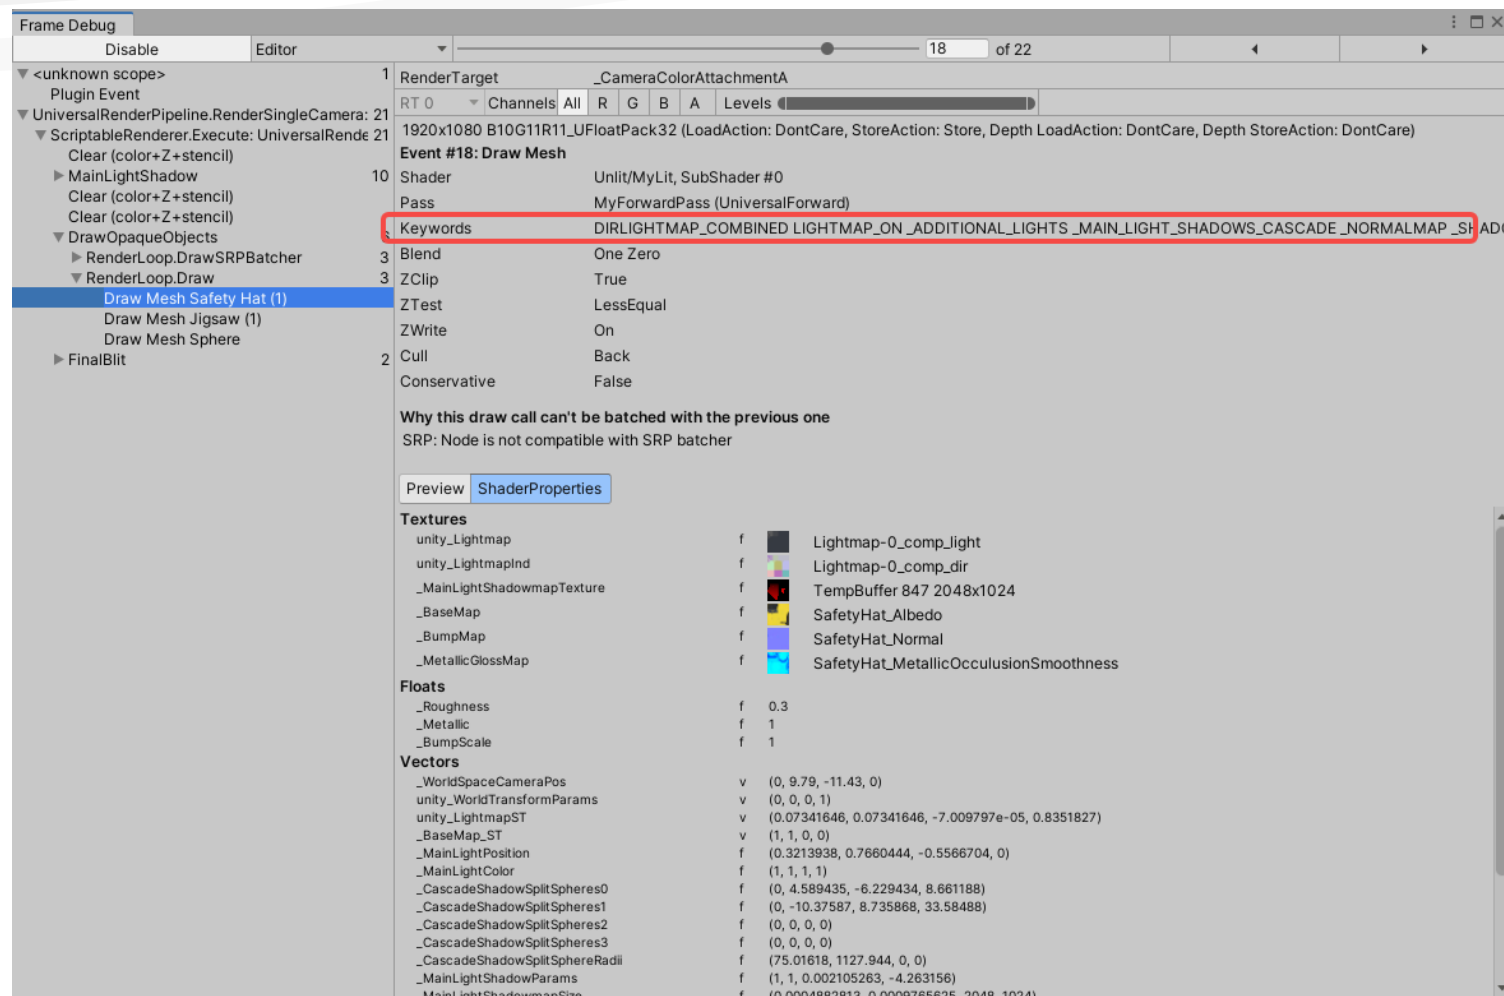 Frame Debug
Disable Editor 18 of 22
<unknown scope> 1
Plugin Event
UniversalRenderPipeline.RenderSingleCamera: 21
ScriptableRenderer.Execute: UniversalRende 21
Clear (color+Z+stencil)
MainLightShadow 10
Clear (color+Z+stencil)
Clear (color+Z+stencil)
DrawOpaqueObjects
RenderLoop.DrawSRPBatcher 3
RenderLoop.Draw 3
Draw Mesh Safety Hat (1)
Draw Mesh Jigsaw (1)
Draw Mesh Sphere
FinalBlit 2
RenderTarget _CameraColorAttachmentA
RT 0 Channels All R G B A Levels
1920x1080 B10G11R11_UFloatPack32 (LoadAction: DontCare, StoreAction: Store, Depth LoadAction: DontCare, Depth StoreAction: DontCare)
Event #18: Draw Mesh
Shader Unlit/MyLit, SubShader #0
Pass MyForwardPass (UniversalForward)
Keywords DIRLIGHTMAP_COMBINED LIGHTMAP_ON _ADDITIONAL_LIGHTS _MAIN_LIGHT_SHADOWS_CASCADE _NORMALMAP _SHADO
Blend One Zero
ZClip True
ZTest LessEqual
ZWrite On
Cull Back
Conservative False
Why this draw call can't be batched with the previous one
SRP: Node is not compatible with SRP batcher
Preview ShaderProperties
Textures
unity_Lightmap f Lightmap-0_comp_light
unity_LightmapInd f Lightmap-0_comp_dir
_MainLightShadowmapTexture f TempBuffer 847 2048x1024
_BaseMap f SafetyHat_Albedo
_BumpMap f SafetyHat_Normal
_MetallicGlossMap f SafetyHat_MetallicOcculusionSmoothness
Floats
_Roughness f 0.3
_Metallic f 1
_BumpScale f 1
Vectors
_WorldSpaceCameraPos v (0, 9.79, -11.43, 0)
unity_WorldTransformParams v (0, 0, 0, 1)
unity_LightmapST v (0.07341646, 0.07341646, -7.009797e-05, 0.8351827)
_BaseMap_ST v (1, 1, 0, 0)
_MainLightPosition f (0.3213938, 0.7660444, -0.5566704, 0)
_MainLightColor f (1, 1, 1, 1)
_CascadeShadowSplitSpheres0 f (0, 4.589435, -6.229434, 8.661188)
_CascadeShadowSplitSpheres1 f (0, -10.37587, 8.735868, 33.58488)
_CascadeShadowSplitSpheres2 f (0, 0, 0, 0)
_CascadeShadowSplitSpheres3 f (0, 0, 0, 0)
_CascadeShadowSplitSphereRadii f (75.01618, 1127.944, 0, 0)
_MainLightShadowParams f (1, 1, 0.002105263, -4.263156)
_MainLightShadowmapSize f (0.0004882813, 0.0009765625, 2048, 1024)